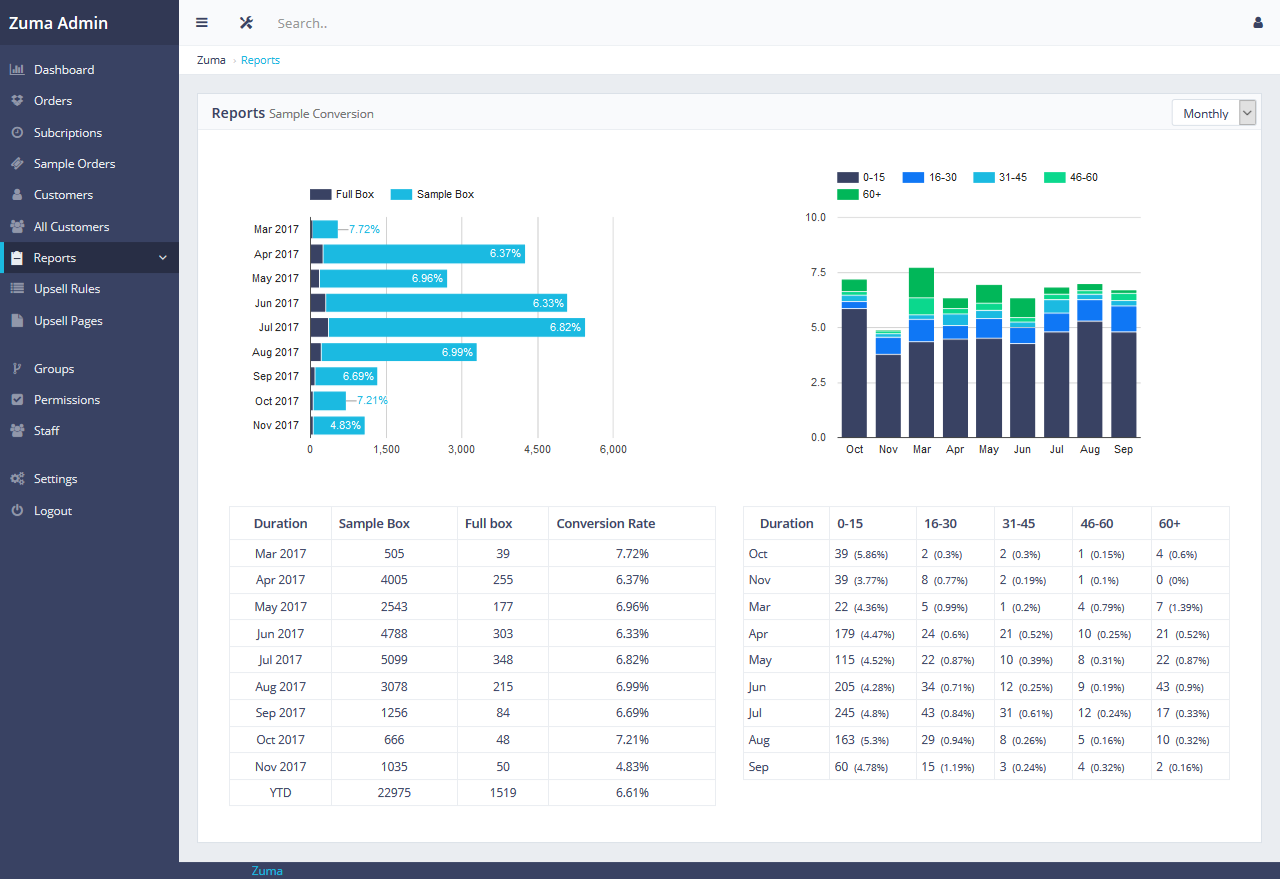 Zuma Admin
Search..
Zuma › Reports
Dashboard
Orders
Subcriptions
Sample Orders
Customers
All Customers
Reports
Upsell Rules
Upsell Pages
Groups
Permissions
Staff
Settings
Logout
Reports Sample Conversion
Monthly
Full Box Sample Box
Mar 2017 7.72%
Apr 2017 6.37%
May 2017 6.96%
Jun 2017 6.33%
Jul 2017 6.82%
Aug 2017 6.99%
Sep 2017 6.69%
Oct 2017 7.21%
Nov 2017 4.83%
0 1,500 3,000 4,500 6,000
0-15 16-30 31-45 46-60
60+
10.0
7.5
5.0
2.5
0.0
Oct Nov Mar Apr May Jun Jul Aug Sep
Duration Sample Box Full box Conversion Rate
Mar 2017 505 39 7.72%
Apr 2017 4005 255 6.37%
May 2017 2543 177 6.96%
Jun 2017 4788 303 6.33%
Jul 2017 5099 348 6.82%
Aug 2017 3078 215 6.99%
Sep 2017 1256 84 6.69%
Oct 2017 666 48 7.21%
Nov 2017 1035 50 4.83%
YTD 22975 1519 6.61%
Duration 0-15 16-30 31-45 46-60 60+
Oct 39 (5.86%) 2 (0.3%) 2 (0.3%) 1 (0.15%) 4 (0.6%)
Nov 39 (3.77%) 8 (0.77%) 2 (0.19%) 1 (0.1%) 0 (0%)
Mar 22 (4.36%) 5 (0.99%) 1 (0.2%) 4 (0.79%) 7 (1.39%)
Apr 179 (4.47%) 24 (0.6%) 21 (0.52%) 10 (0.25%) 21 (0.52%)
May 115 (4.52%) 22 (0.87%) 10 (0.39%) 8 (0.31%) 22 (0.87%)
Jun 205 (4.28%) 34 (0.71%) 12 (0.25%) 9 (0.19%) 43 (0.9%)
Jul 245 (4.8%) 43 (0.84%) 31 (0.61%) 12 (0.24%) 17 (0.33%)
Aug 163 (5.3%) 29 (0.94%) 8 (0.26%) 5 (0.16%) 10 (0.32%)
Sep 60 (4.78%) 15 (1.19%) 3 (0.24%) 4 (0.32%) 2 (0.16%)
Zuma